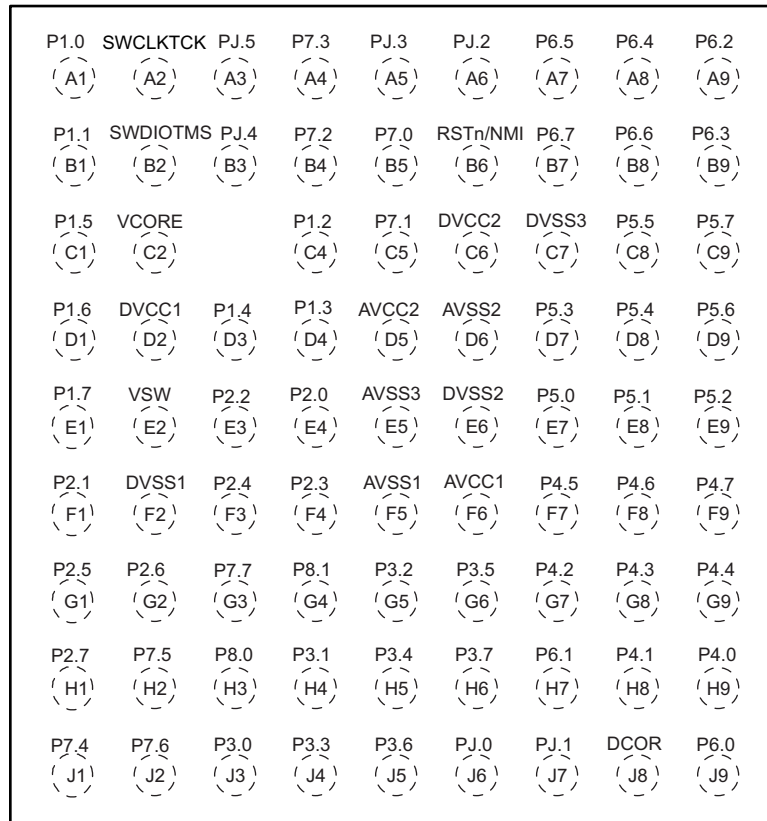 P1.0 SWCLKTCK PJ.5 P7.3 PJ.3 PJ.2 P6.5 P6.4 P6.2
A1 A2 A3 A4 A5 A6 A7 A8 A9
P1.1 SWDIOTMS PJ.4 P7.2 P7.0 RSTn/NMI P6.7 P6.6 P6.3
B1 B2 B3 B4 B5 B6 B7 B8 B9
P1.5 VCORE P1.2 P7.1 DVCC2 DVSS3 P5.5 P5.7
C1 C2 C4 C5 C6 C7 C8 C9
P1.6 DVCC1 P1.4 P1.3 AVCC2 AVSS2 P5.3 P5.4 P5.6
D1 D2 D3 D4 D5 D6 D7 D8 D9
P1.7 VSW P2.2 P2.0 AVSS3 DVSS2 P5.0 P5.1 P5.2
E1 E2 E3 E4 E5 E6 E7 E8 E9
P2.1 DVSS1 P2.4 P2.3 AVSS1 AVCC1 P4.5 P4.6 P4.7
F1 F2 F3 F4 F5 F6 F7 F8 F9
P2.5 P2.6 P7.7 P8.1 P3.2 P3.5 P4.2 P4.3 P4.4
G1 G2 G3 G4 G5 G6 G7 G8 G9
P2.7 P7.5 P8.0 P3.1 P3.4 P3.7 P6.1 P4.1 P4.0
H1 H2 H3 H4 H5 H6 H7 H8 H9
P7.4 P7.6 P3.0 P3.3 P3.6 PJ.0 PJ.1 DCOR P6.0
J1 J2 J3 J4 J5 J6 J7 J8 J9